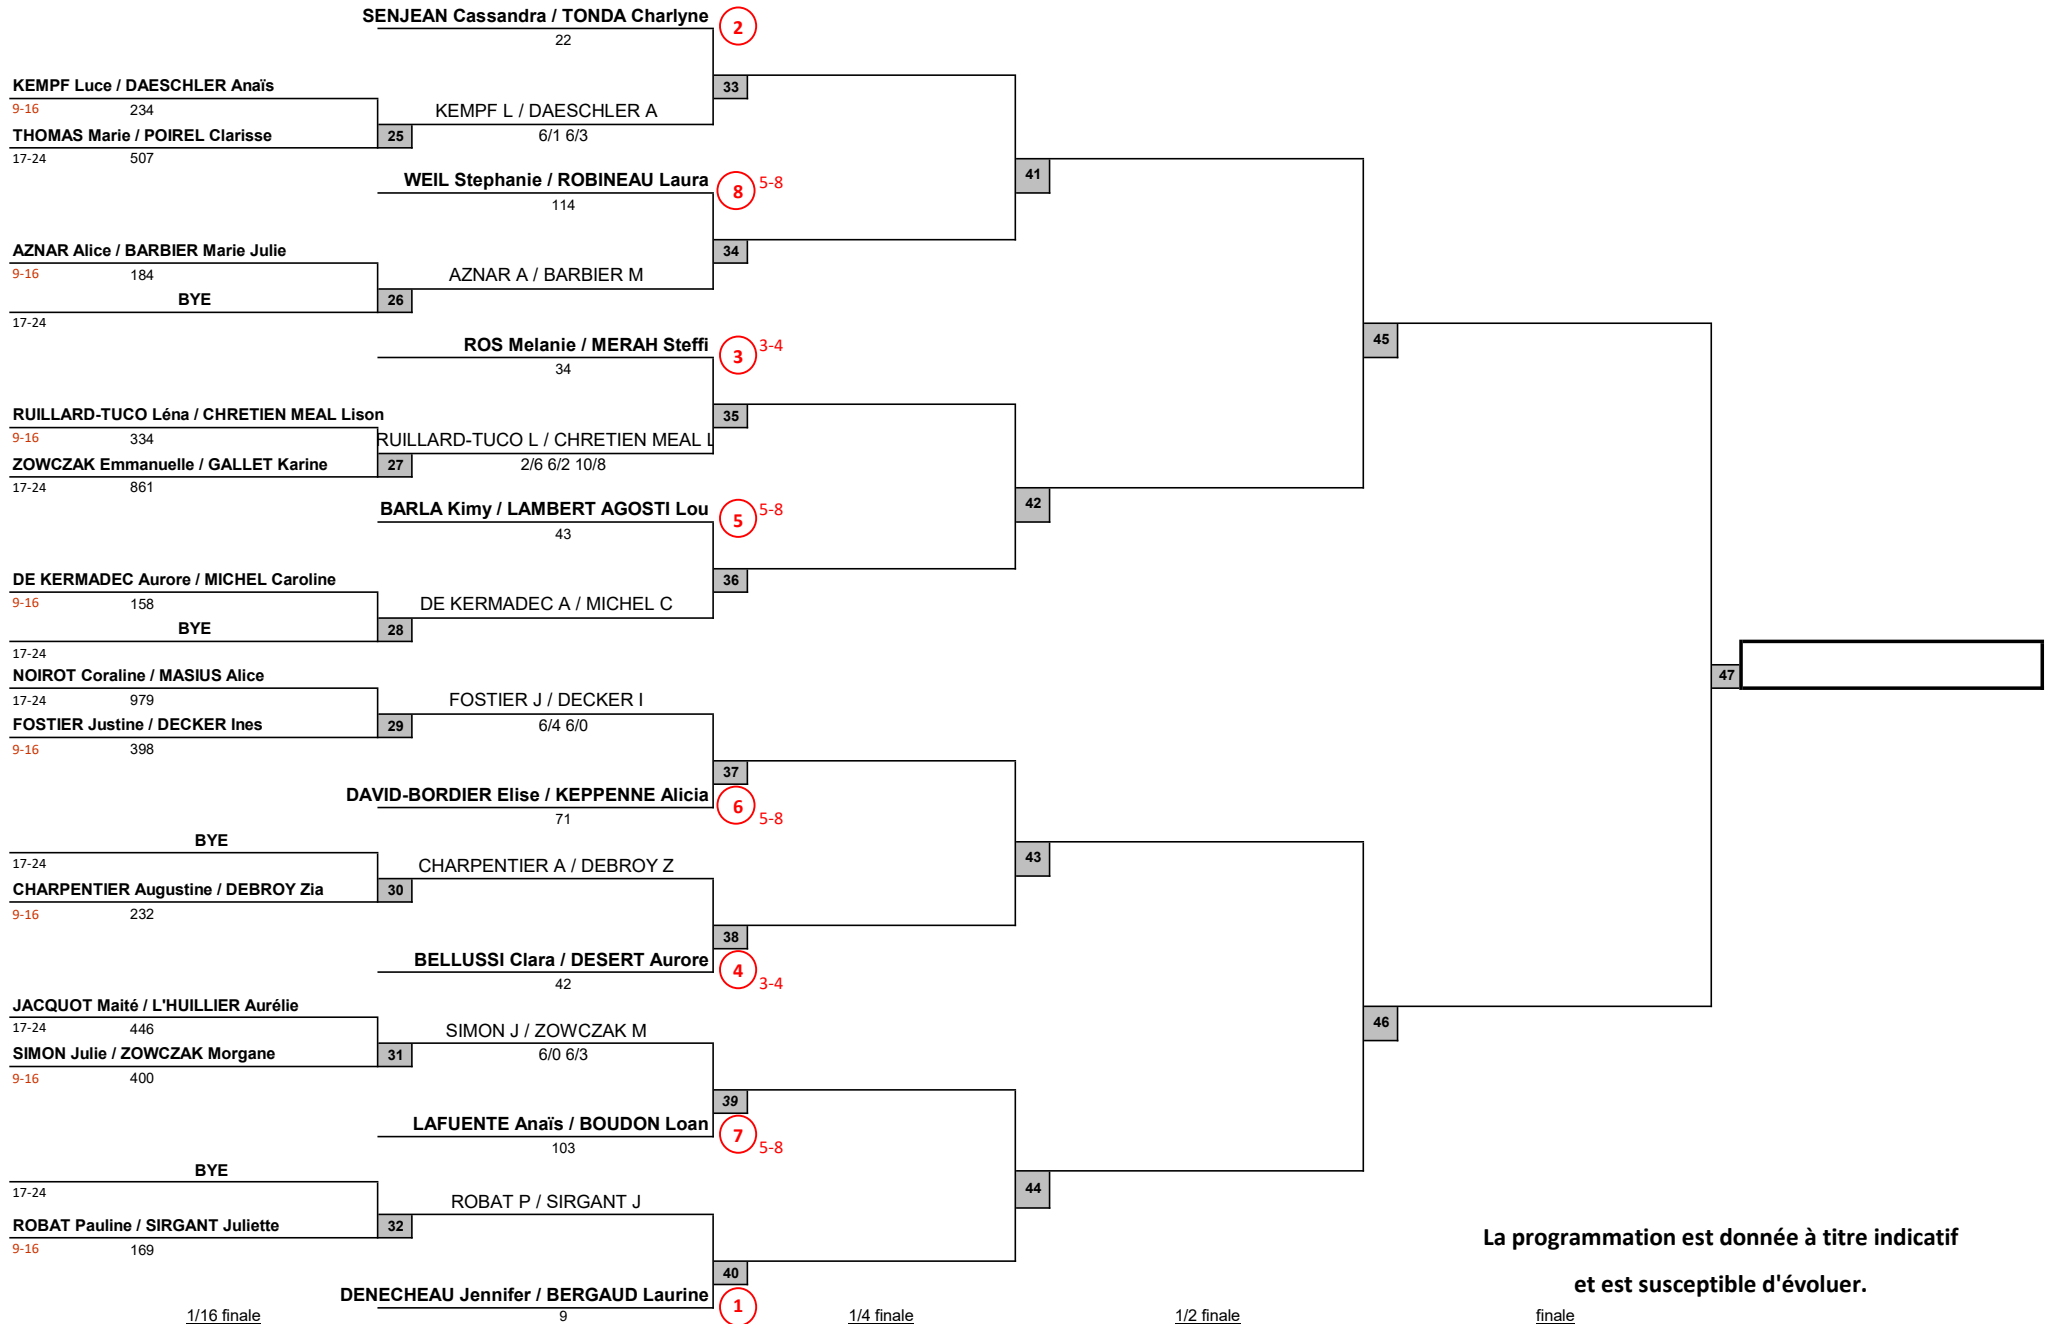 SENJEAN Cassandra / TONDA Charlyne
2
22
KEMPF Luce / DAESCHLER Anaïs
33
9-16 234
KEMPF L / DAESCHLER A
THOMAS Marie / POIREL Clarisse
25
6/1 6/3
17-24 507
WEIL Stephanie / ROBINEAU Laura
8
5-8
41
114
AZNAR Alice / BARBIER Marie Julie
34
9-16 184
AZNAR A / BARBIER M
BYE
26
17-24
ROS Melanie / MERAH Steffi
3
3-4
45
34
RUILLARD-TUCO Léna / CHRETIEN MEAL Lison
35
9-16 334
RUILLARD-TUCO L / CHRETIEN MEAL L
ZOWCZAK Emmanuelle / GALLET Karine
27
2/6 6/2 10/8
17-24 861
BARLA Kimy / LAMBERT AGOSTI Lou
5
5-8
42
43
DE KERMADEC Aurore / MICHEL Caroline
36
9-16 158
DE KERMADEC A / MICHEL C
BYE
28
17-24
NOIROT Coraline / MASIUS Alice
47
17-24 979
FOSTIER J / DECKER I
FOSTIER Justine / DECKER Ines
29
6/4 6/0
9-16 398
37
DAVID-BORDIER Elise / KEPPENNE Alicia
6
5-8
71
BYE
17-24
CHARPENTIER A / DEBROY Z
43
CHARPENTIER Augustine / DEBROY Zia
30
9-16 232
38
BELLUSSI Clara / DESERT Aurore
4
3-4
42
JACQUOT Maité / L'HUILLIER Aurélie
17-24 446
SIMON J / ZOWCZAK M
46
SIMON Julie / ZOWCZAK Morgane
31
6/0 6/3
9-16 400
39
LAFUENTE Anaïs / BOUDON Loan
7
5-8
103
BYE
17-24
ROBAT P / SIRGANT J
44
ROBAT Pauline / SIRGANT Juliette
32
9-16 169
La programmation est donnée à titre indicatif
40
et est susceptible d'évoluer.
DENECHEAU Jennifer / BERGAUD Laurine
1
9
1/16 finale
1/4 finale
1/2 finale
finale